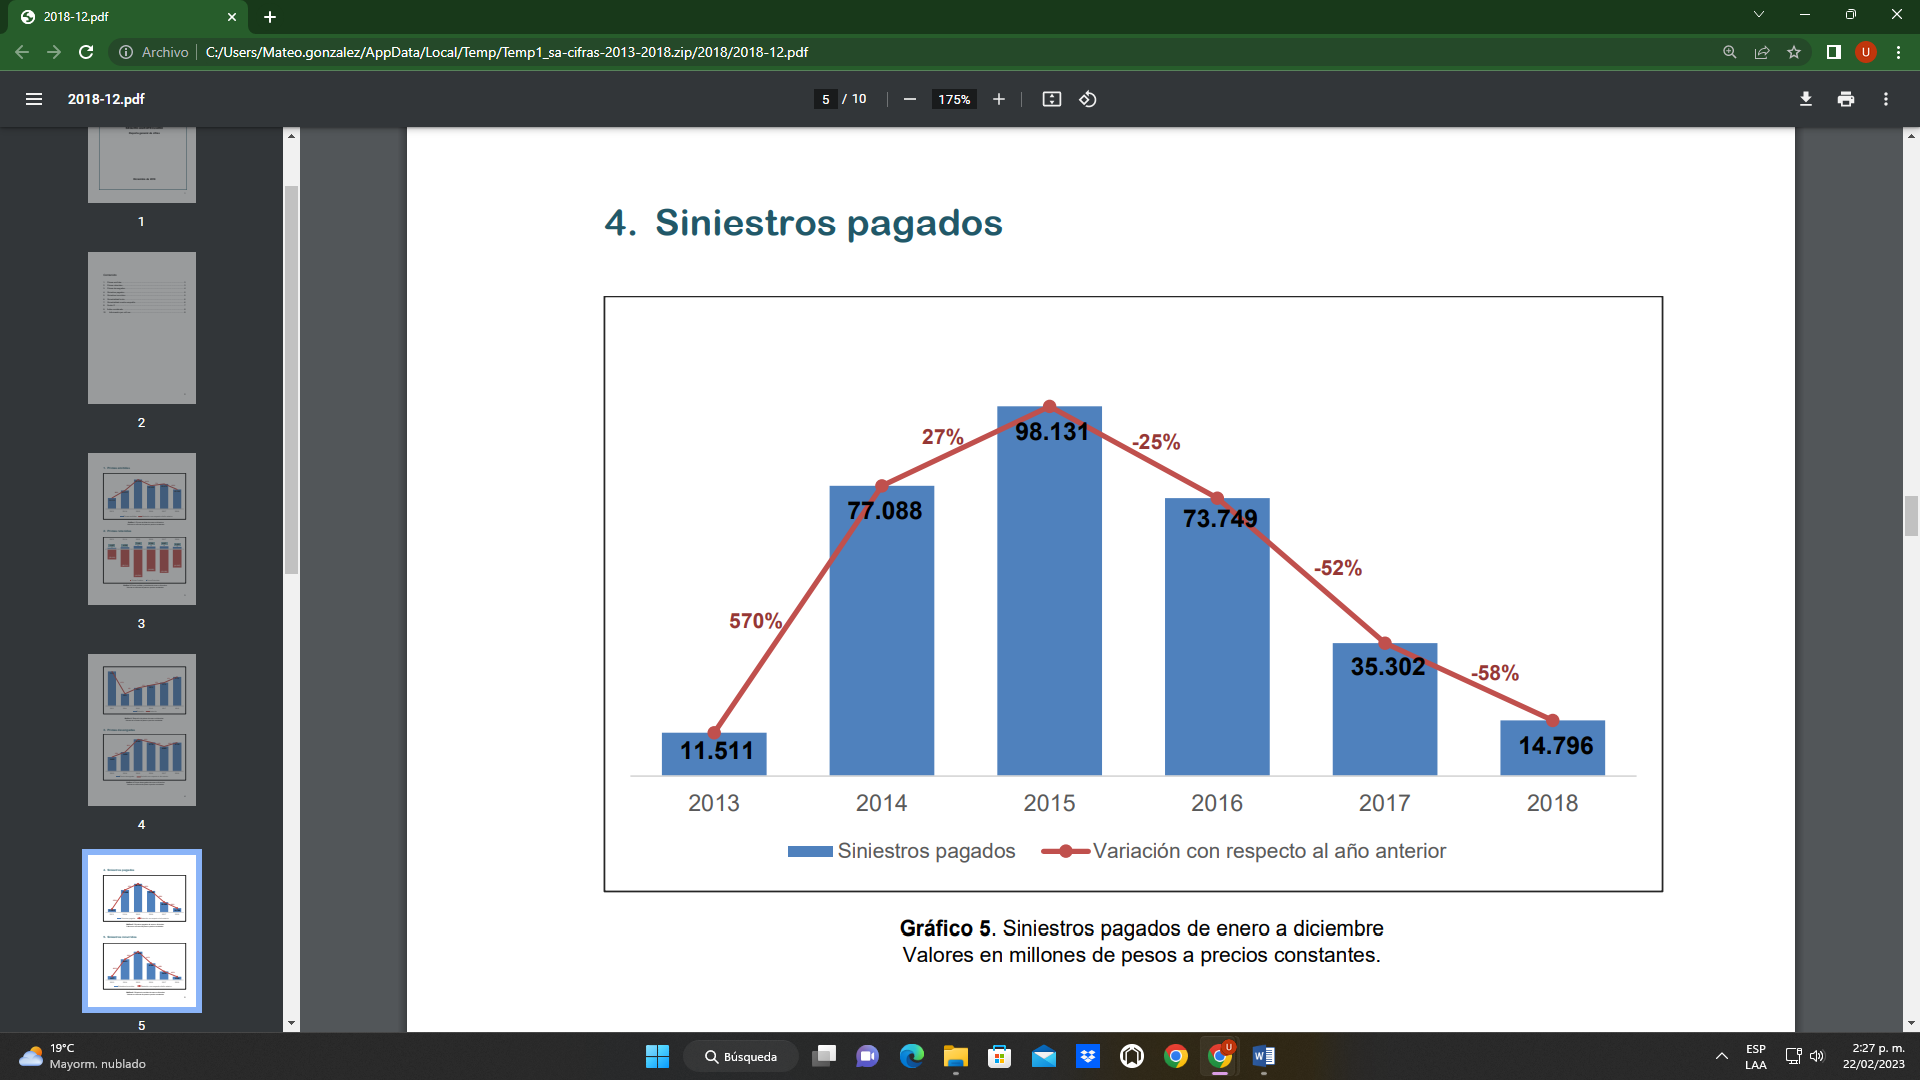 2018-12.pdf
Archivo
C:/Users/Mateo.gonzalez/AppData/Local/Temp/Temp1_sa-cifras-2013-2018.zip/2018/2018-12.pdf
U
2018-12.pdf
5 / 10
175%
1
2
3
4
5
4. Siniestros pagados
27%
98.131
-25%
77.088
73.749
-52%
570%
35.302
-58%
11.511
14.796
2013 2014 2015 2016 2017 2018
Siniestros pagados Variación con respecto al año anterior
Gráfico 5. Siniestros pagados de enero a diciembre
Valores en millones de pesos a precios constantes.
19°C
Mayorm. nublado
Búsqueda
U
ESP
LAA
2:27 p. m.
22/02/2023